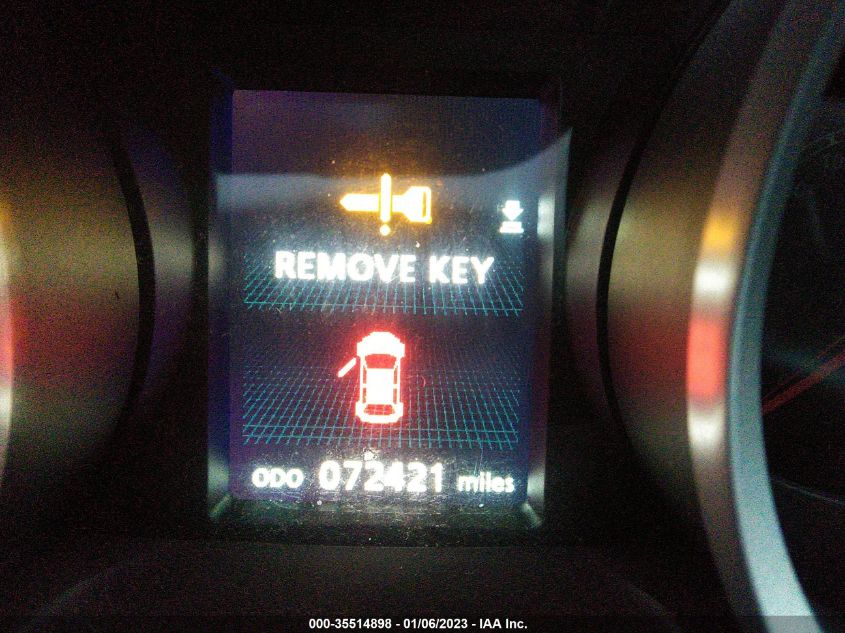 REMOVE KEY
ODO 072421 miles
000-35514898 - 01/06/2023 - IAA Inc.